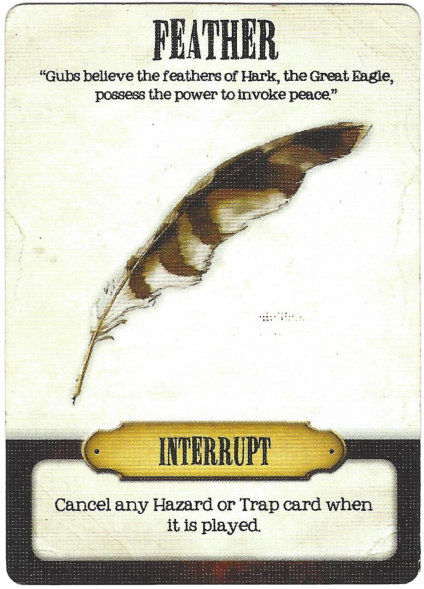 FEATHER
“Gubs believe the feathers of Hark, the Great Eagle,
possess the power to invoke peace.”
INTERRUPT
Cancel any Hazard or Trap card when
it is played.